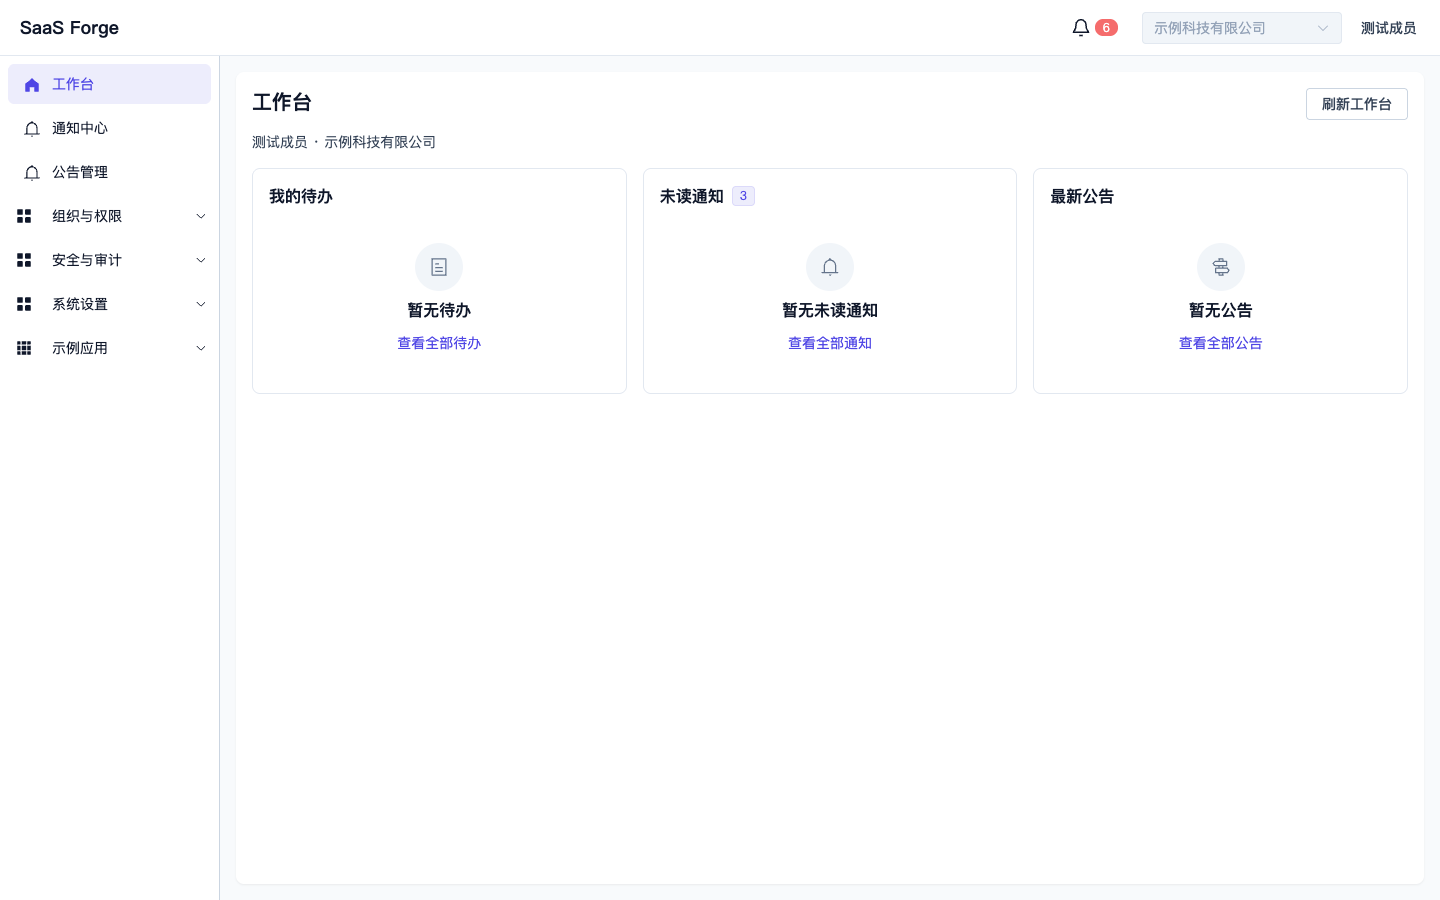 SaaS Forge
6
示例科技有限公司
测试成员
工作台
通知中心
公告管理
组织与权限
安全与审计
系统设置
示例应用
工作台
刷新工作台
测试成员 · 示例科技有限公司
我的待办
暂无待办
查看全部待办
未读通知 3
暂无未读通知
查看全部通知
最新公告
暂无公告
查看全部公告